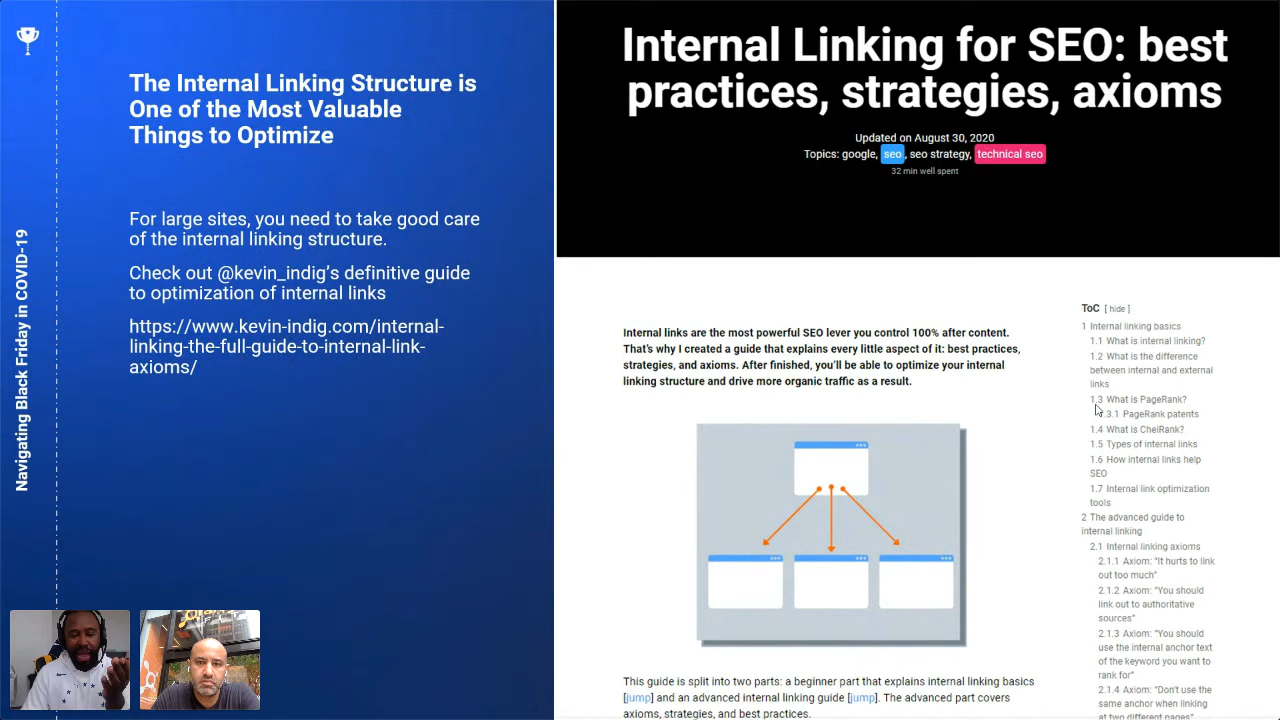 Navigating Black Friday in COVID-19
The Internal Linking Structure is
One of the Most Valuable
Things to Optimize
For large sites, you need to take good care
of the internal linking structure.
Check out @kevin_indig’s definitive guide
to optimization of internal links
https://www.kevin-indig.com/internal-
linking-the-full-guide-to-internal-link-
axioms/
Internal Linking for SEO: best
practices, strategies, axioms
Updated on August 30, 2020
Topics: google, seo, seo strategy, technical seo
32 min well spent
Internal links are the most powerful SEO lever you control 100% after content.
That’s why I created a guide that explains every little aspect of it: best practices,
strategies, and axioms. After finished, you’ll be able to optimize your internal
linking structure and drive more organic traffic as a result.
This guide is split into two parts: a beginner part that explains internal linking basics
[jump] and an advanced internal linking guide [jump]. The advanced part covers
axioms, strategies, and best practices.
ToC [ hide ]
1 Internal linking basics
1.1 What is internal linking?
1.2 What is the difference
between internal and external
links
1.3 What is PageRank?
.3.1 PageRank patents
1.4 What is CheiRank?
1.5 Types of internal links
1.6 How internal links help
SEO
1.7 Internal link optimization
tools
2 The advanced guide to
internal linking
2.1 Internal linking axioms
2.1.1 Axiom: “It hurts to link
out too much”
2.1.2 Axiom: “You should
link out to authoritative
sources”
2.1.3 Axiom: “You should
use the internal anchor text
of the keyword you want to
rank for”
2.1.4 Axiom: “Don’t use the
same anchor when linking
at two different pages”